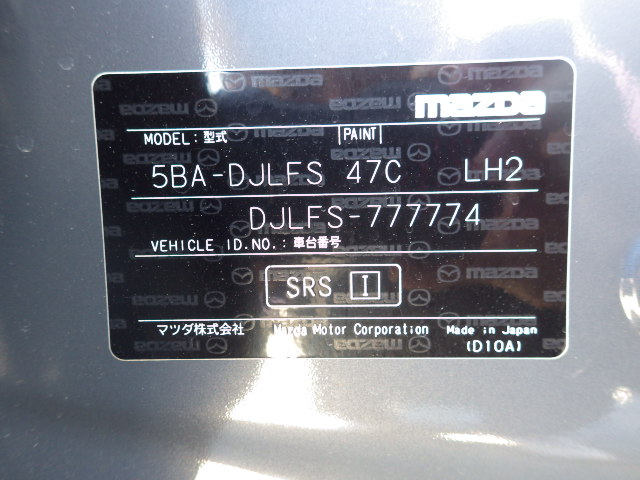 mazda
MODEL : 型式 PAINT
5BA-DJLFS 47C LH2
DJLFS-777774
VEHICLE ID.NO. : 車台番号
SRS I
マツダ株式会社 Mazda Motor Corporation Made in Japan
(D10A)